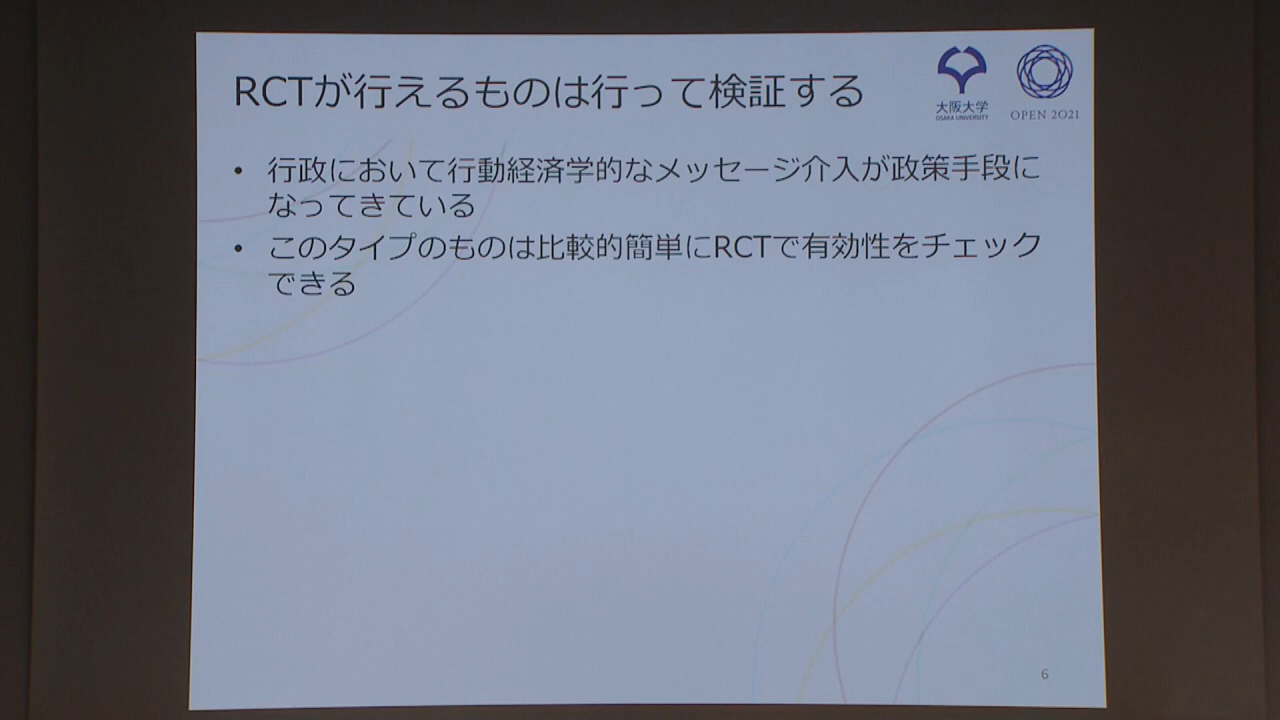 RCTが行えるものは行って検証する
大阪大学
OSAKA UNIVERSITY
OPEN 2021
• 行政において行動経済学的なメッセージ介入が政策手段に
なってきている
• このタイプのものは比較的簡単にRCTで有効性をチェック
できる
6